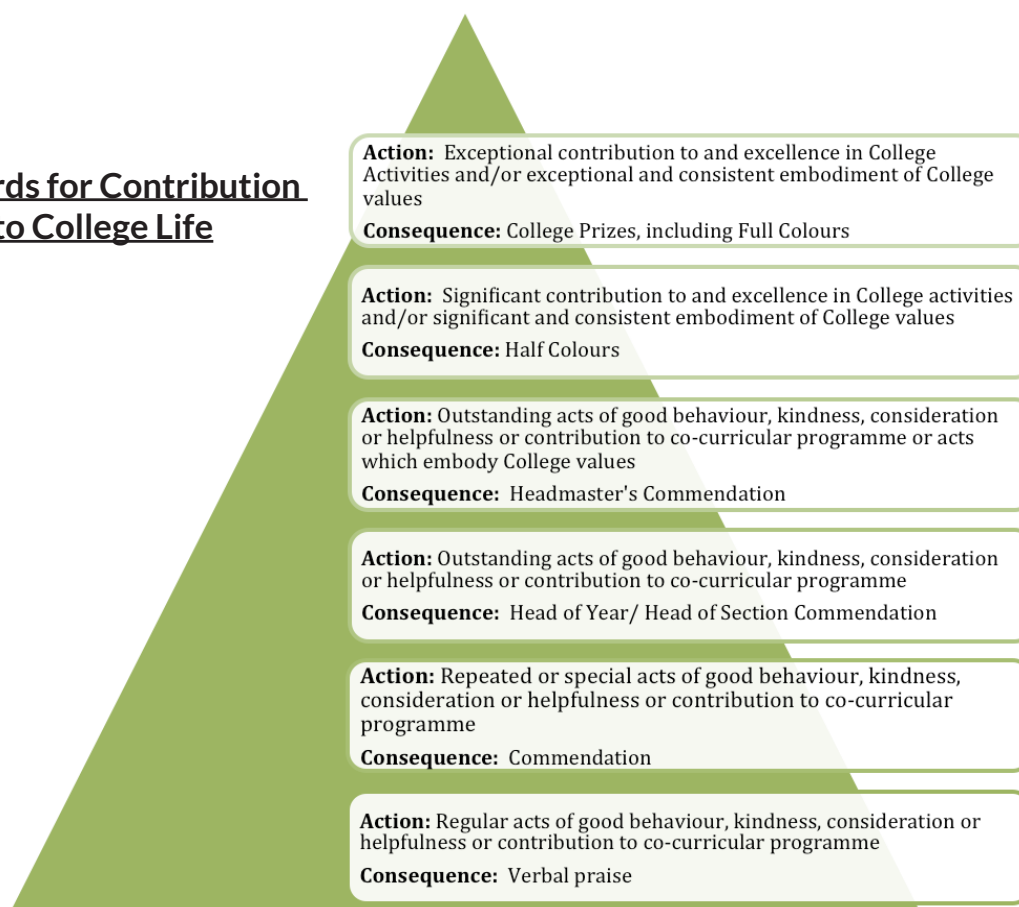 rds for Contribution
to College Life
Action: Exceptional contribution to and excellence in College
Activities and/or exceptional and consistent embodiment of College
values
Consequence: College Prizes, including Full Colours
Action: Significant contribution to and excellence in College activities
and/or significant and consistent embodiment of College values
Consequence: Half Colours
Action: Outstanding acts of good behaviour, kindness, consideration
or helpfulness or contribution to co-curricular programme or acts
which embody College values
Consequence: Headmaster's Commendation
Action: Outstanding acts of good behaviour, kindness, consideration
or helpfulness or contribution to co-curricular programme
Consequence: Head of Year/ Head of Section Commendation
Action: Repeated or special acts of good behaviour, kindness,
consideration or helpfulness or contribution to co-curricular
programme
Consequence: Commendation
Action: Regular acts of good behaviour, kindness, consideration or
helpfulness or contribution to co-curricular programme
Consequence: Verbal praise